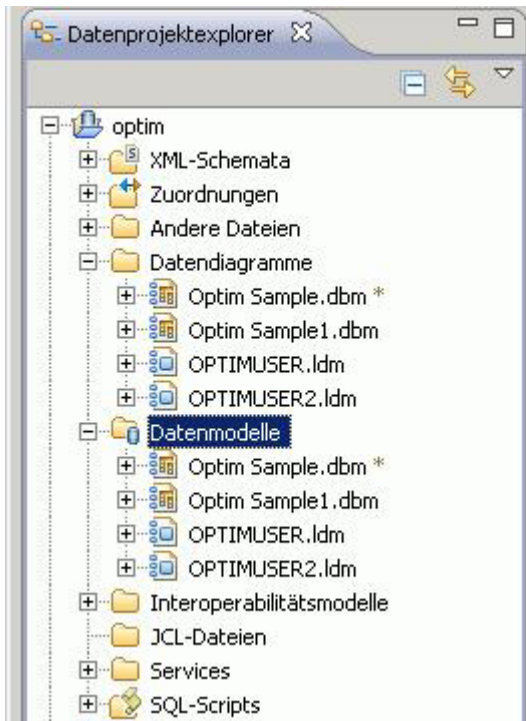 Datenprojektexplorer
optim
XML-Schemata
Zuordnungen
Andere Dateien
Datendiagramme
Optim Sample.dbm *
Optim Sample1.dbm
OPTIMUSER.ldm
OPTIMUSER2.ldm
Datenmodelle
Optim Sample.dbm *
Optim Sample1.dbm
OPTIMUSER.ldm
OPTIMUSER2.ldm
Interoperabilitätsmodelle
JCL-Dateien
Services
SQL-Scripts